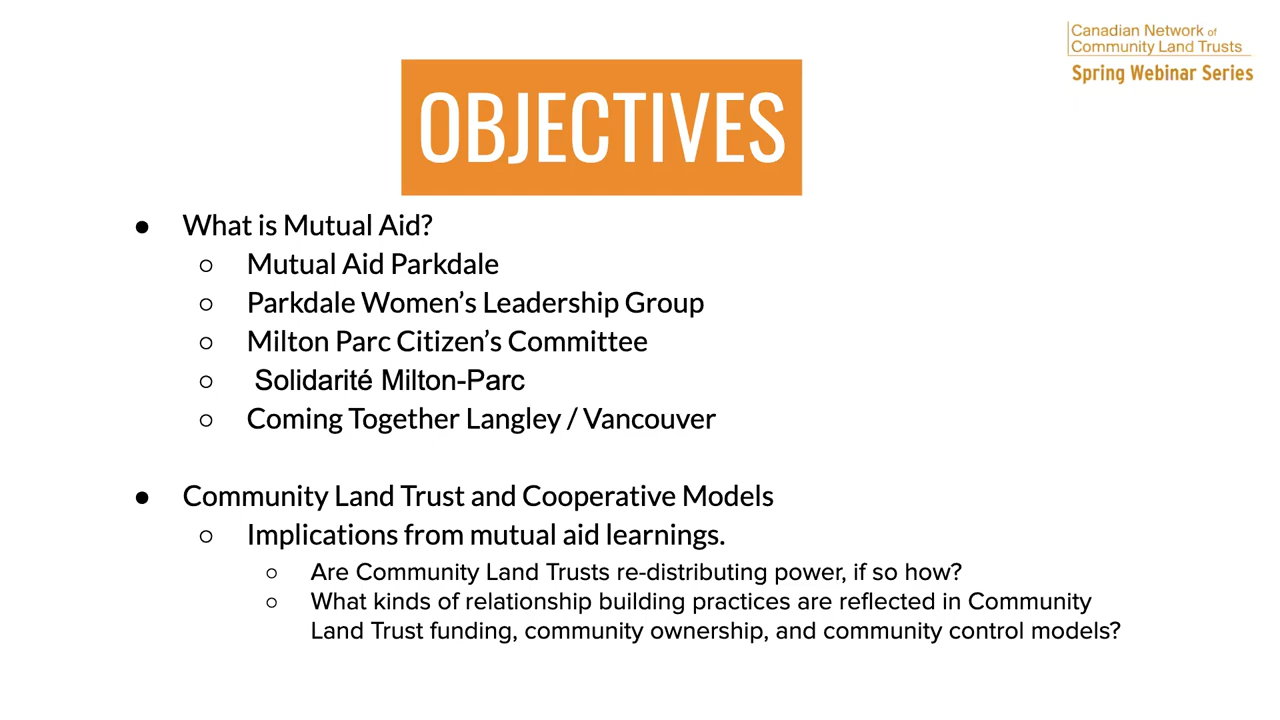 Canadian Network of
Community Land Trusts
Spring Webinar Series
OBJECTIVES
● What is Mutual Aid?
○ Mutual Aid Parkdale
○ Parkdale Women’s Leadership Group
○ Milton Parc Citizen’s Committee
○ Solidarité Milton-Parc
○ Coming Together Langley / Vancouver
● Community Land Trust and Cooperative Models
○ Implications from mutual aid learnings.
○ Are Community Land Trusts re-distributing power, if so how?
○ What kinds of relationship building practices are reflected in Community
Land Trust funding, community ownership, and community control models?